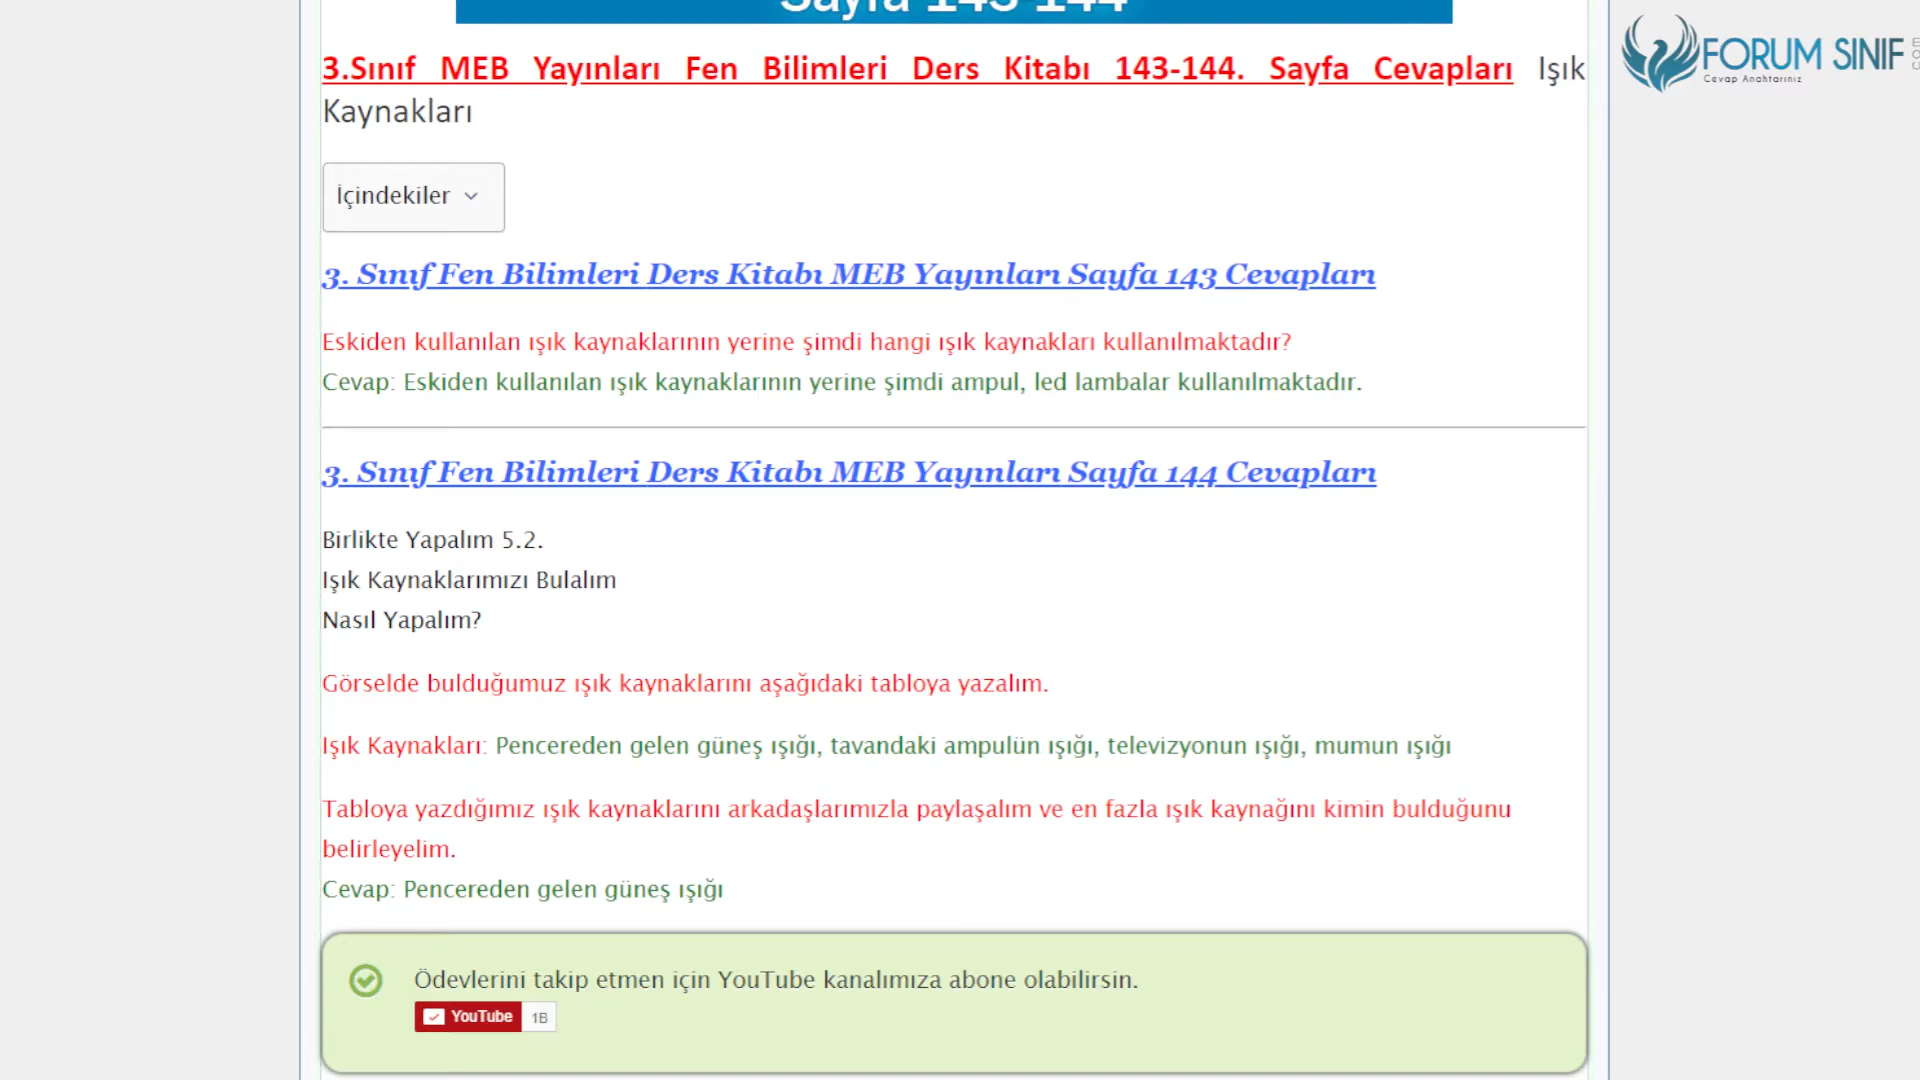 Sayfa 143-144
3.Sınıf MEB Yayınları Fen Bilimleri Ders Kitabı 143-144. Sayfa Cevapları Işık
Kaynakları
İçindekiler
3. Sınıf Fen Bilimleri Ders Kitabı MEB Yayınları Sayfa 143 Cevapları
Eskiden kullanılan ışık kaynaklarının yerine şimdi hangi ışık kaynakları kullanılmaktadır?
Cevap: Eskiden kullanılan ışık kaynaklarının yerine şimdi ampul, led lambalar kullanılmaktadır.
3. Sınıf Fen Bilimleri Ders Kitabı MEB Yayınları Sayfa 144 Cevapları
Birlikte Yapalım 5.2.
Işık Kaynaklarımızı Bulalım
Nasıl Yapalım?
Görselde bulduğumuz ışık kaynaklarını aşağıdaki tabloya yazalım.
Işık Kaynakları: Pencereden gelen güneş ışığı, tavandaki ampulün ışığı, televizyonun ışığı, mumun ışığı
Tabloya yazdığımız ışık kaynaklarını arkadaşlarımızla paylaşalım ve en fazla ışık kaynağını kimin bulduğunu
belirleyelim.
Cevap: Pencereden gelen güneş ışığı
Ödevlerini takip etmen için YouTube kanalımıza abone olabilirsin.
YouTube 1B
FORUM SINIF
Cevap Anahtarınız